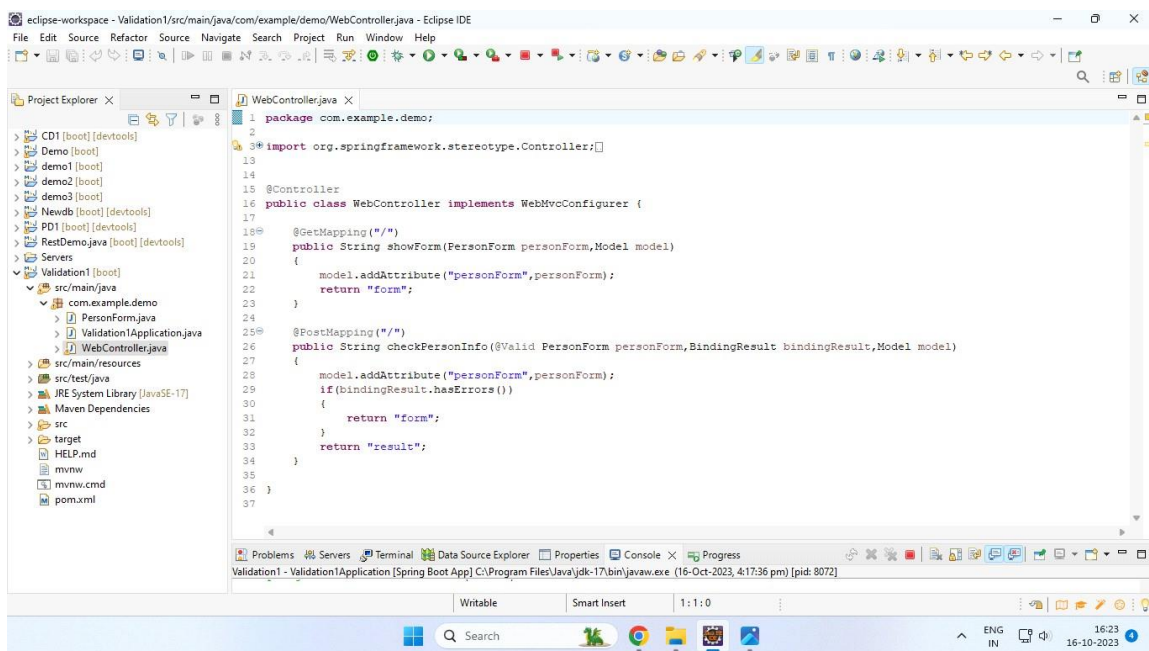 eclipse-workspace - Validation1/src/main/java/com/example/demo/WebController.java - Eclipse IDE
File Edit Source Refactor Source Navigate Search Project Run Window Help
Project Explorer
CD1 [boot] [devtools]
Demo [boot]
demo1 [boot]
demo2 [boot]
demo3 [boot]
Newdb [boot] [devtools]
PD1 [boot] [devtools]
RestDemo.java [boot] [devtools]
Servers
Validation1 [boot]
src/main/java
com.example.demo
PersonForm.java
Validation1Application.java
WebController.java
src/main/resources
src/test/java
JRE System Library [JavaSE-17]
Maven Dependencies
src
target
HELP.md
mvnw
mvnw.cmd
pom.xml
WebController.java
1 package com.example.demo;
2
3 import org.springframework.stereotype.Controller;
13
14
15 @Controller
16 public class WebController implements WebMvcConfigurer {
17
18 @GetMapping("/")
19 public String showForm(PersonForm personForm,Model model)
20 {
21 model.addAttribute("personForm",personForm);
22 return "form";
23 }
24
25 @PostMapping("/")
26 public String checkPersonInfo(@Valid PersonForm personForm,BindingResult bindingResult,Model model)
27 {
28 model.addAttribute("personForm",personForm);
29 if(bindingResult.hasErrors())
30 {
31 return "form";
32 }
33 return "result";
34 }
35
36 }
37
Problems Servers Terminal Data Source Explorer Properties Console Progress
Validation1 - Validation1Application [Spring Boot App] C:\Program Files\Java\jdk-17\bin\javaw.exe (16-Oct-2023, 4:17:36 pm) [pid: 8072]
Writable Smart Insert 1:1:0
Search
ENG
IN
16:23
16-10-2023
4